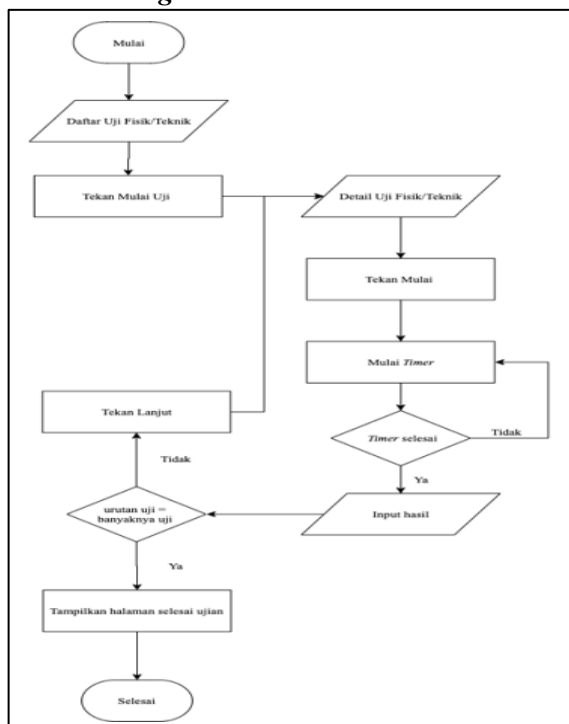 Mulai
Daftar Uji Fisik/Teknik
Tekan Mulai Uji
Detail Uji Fisik/Teknik
Tekan Mulai
Mulai Timer
Timer selesai
Tidak
Ya
Input hasil
urutan uji =
banyaknya uji
Tidak
Tekan Lanjut
Ya
Tampilkan halaman selesai ujian
Selesai